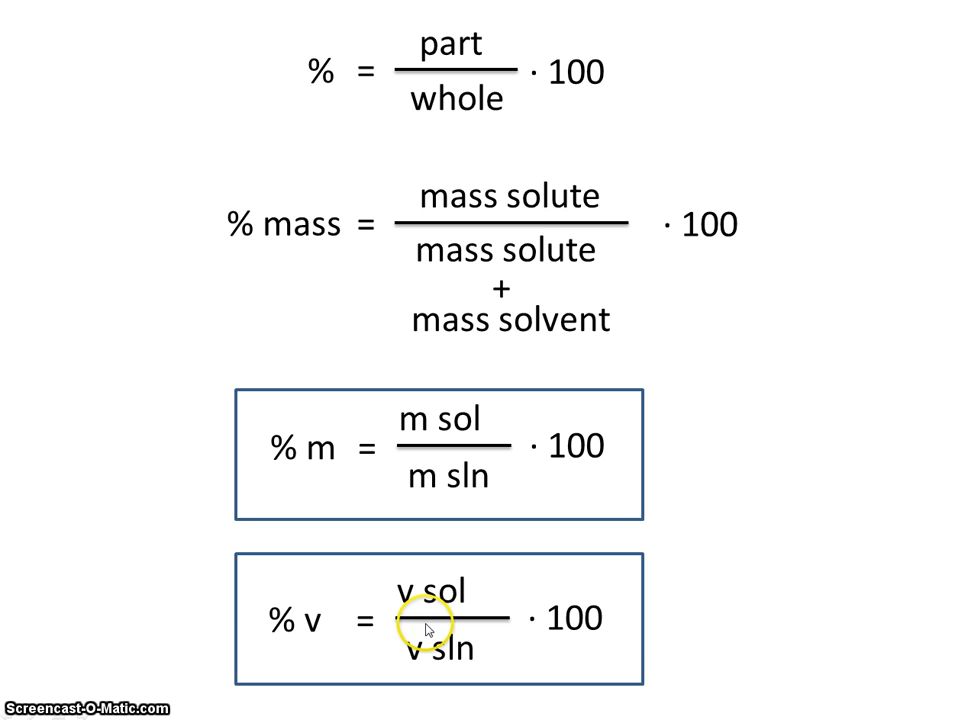 part
% = ⸺ · 100
whole
mass solute
% mass = ⸺ · 100
mass solute
+
mass solvent
m sol
% m = ⸺ · 100
m sln
v sol
% v = ⸺ · 100
v sln
Screencast-O-Matic.com